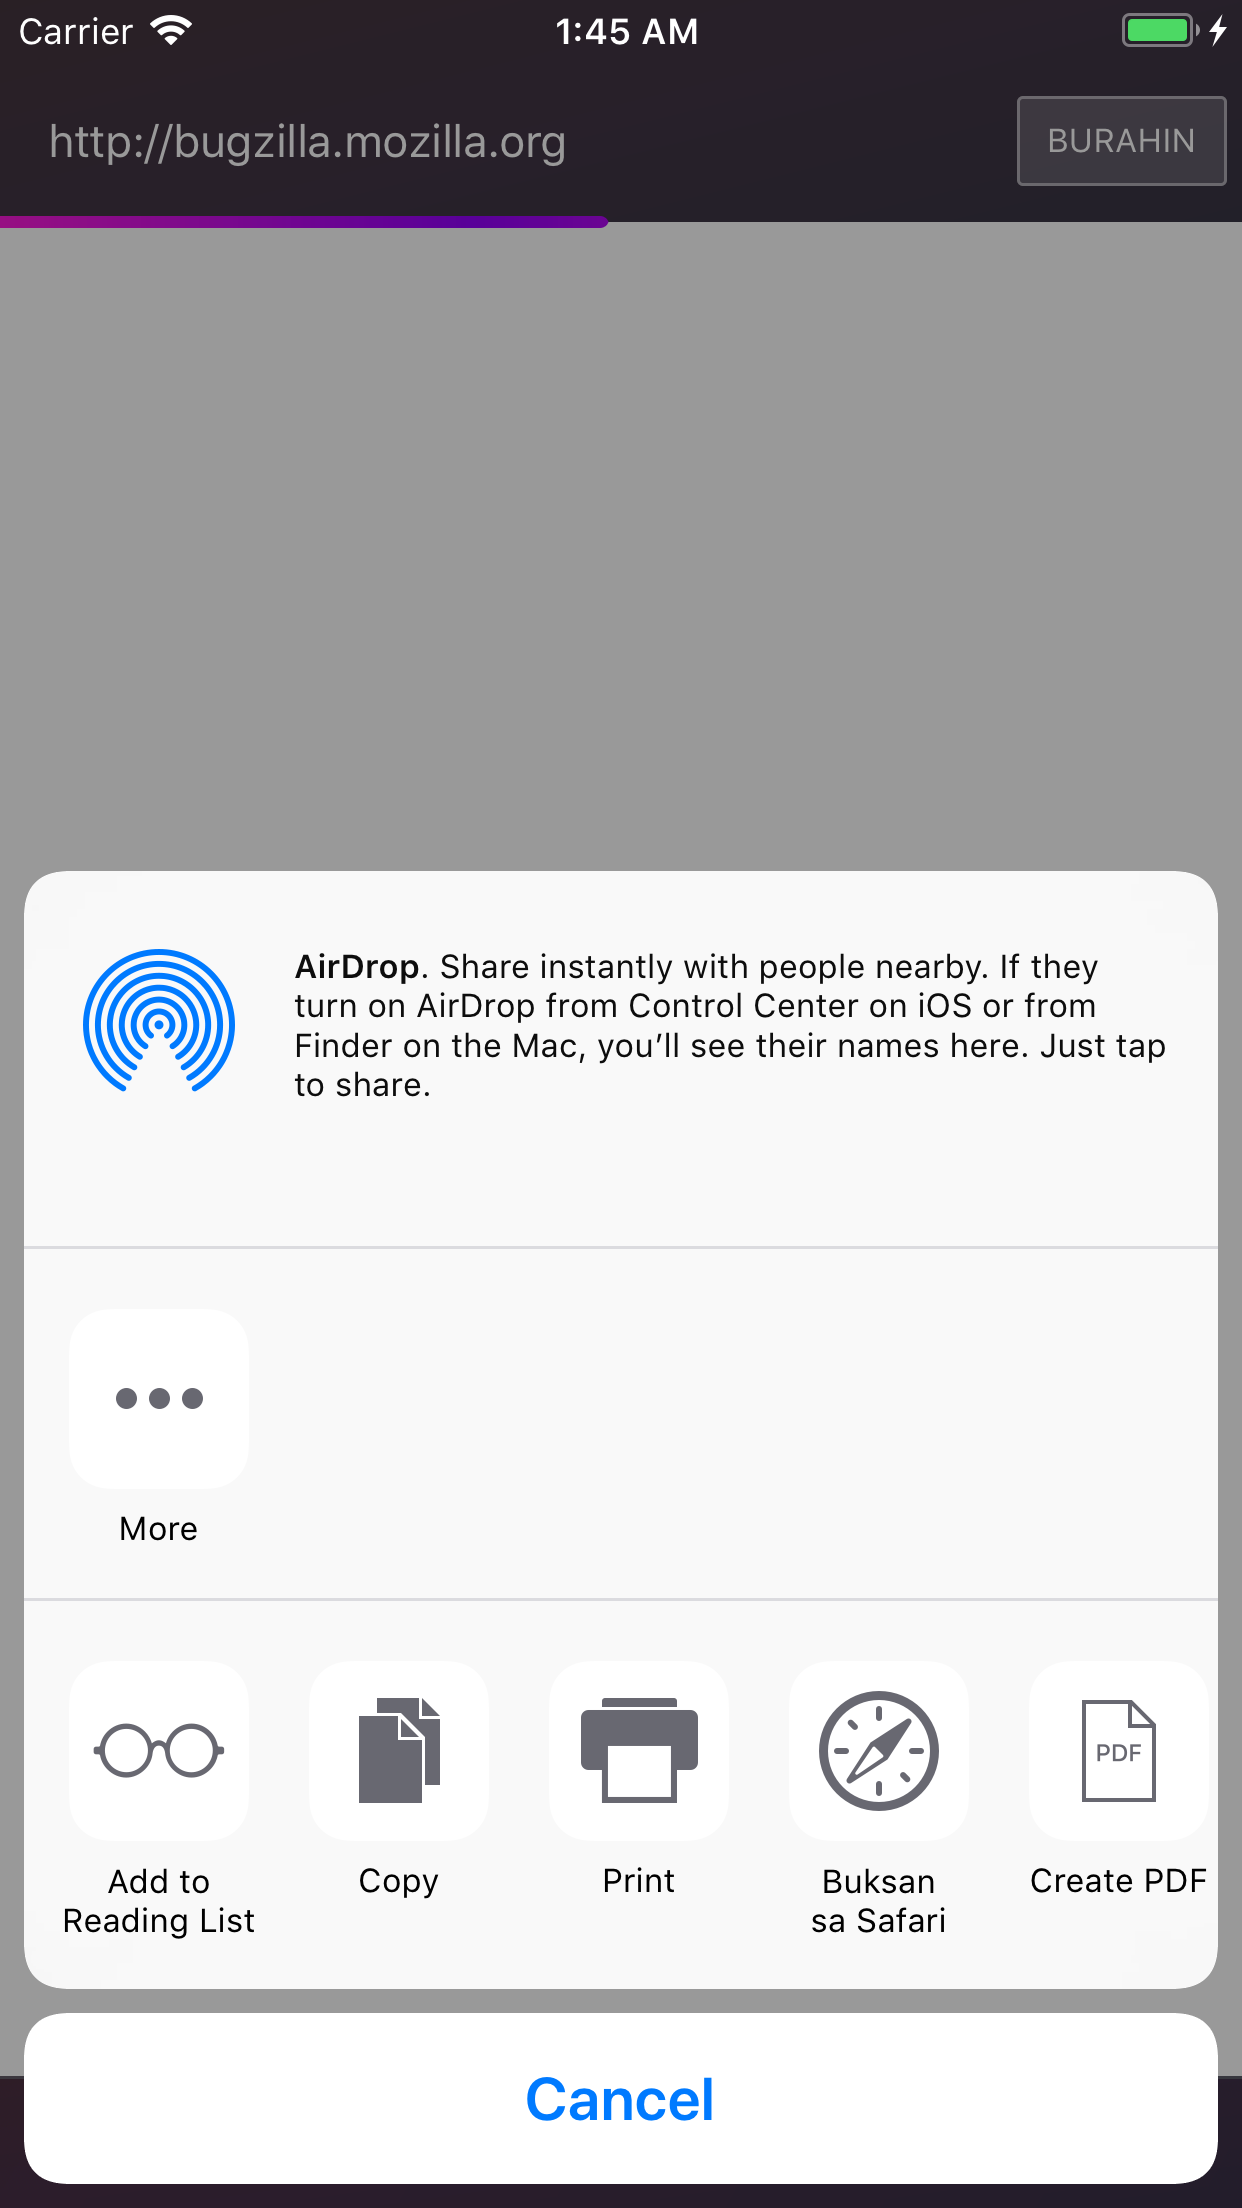 Carrier
1:45 AM
http://bugzilla.mozilla.org
BURAHIN
AirDrop. Share instantly with people nearby. If they
turn on AirDrop from Control Center on iOS or from
Finder on the Mac, you’ll see their names here. Just tap
to share.
More
Add to
Reading List
Copy
Print
Buksan
sa Safari
PDF
Create PDF
Cancel